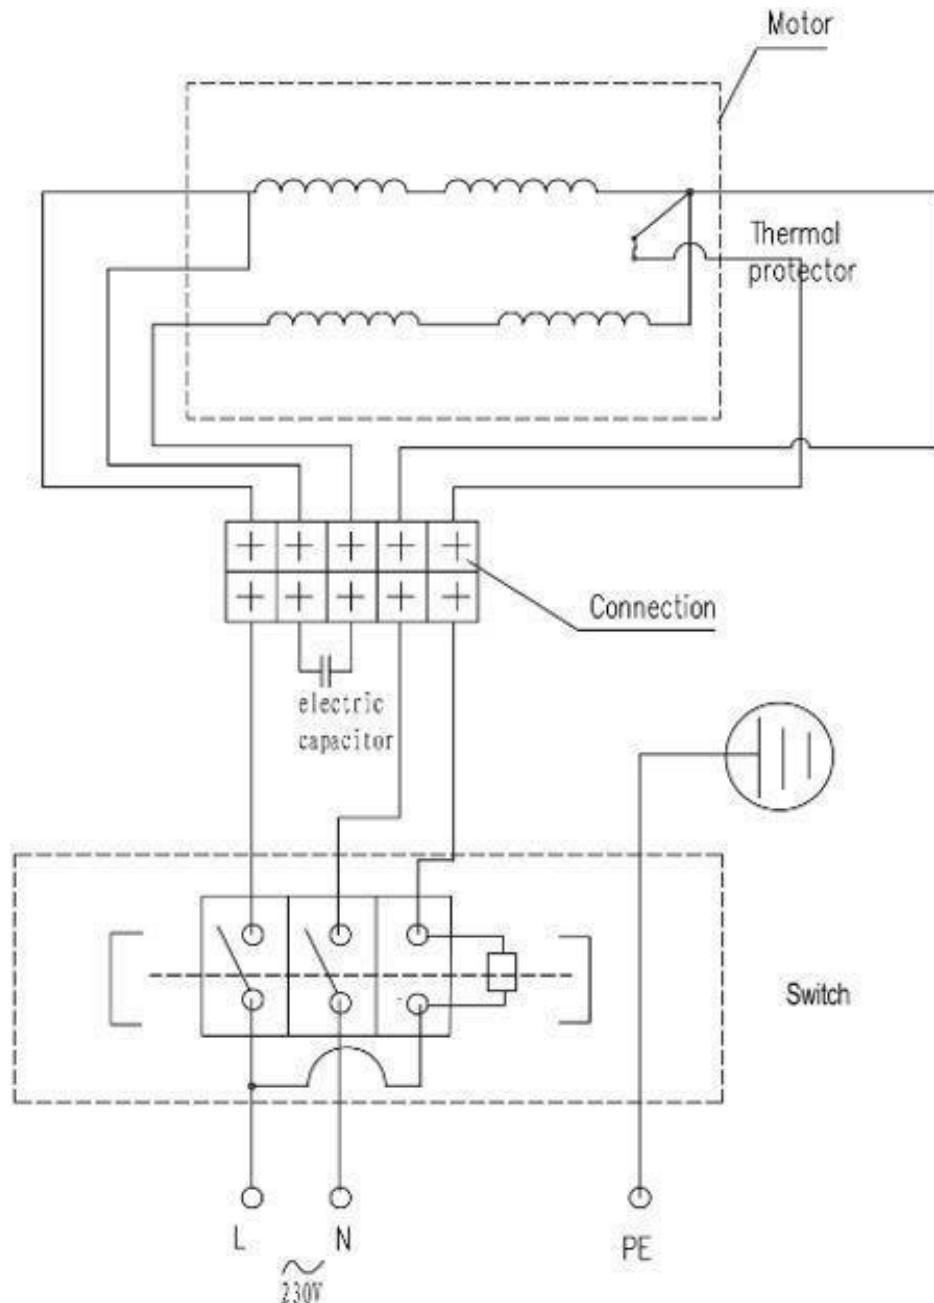 Motor
Thermal
protector
Connection
electric
capacitor
Switch
L
N
PE
230V